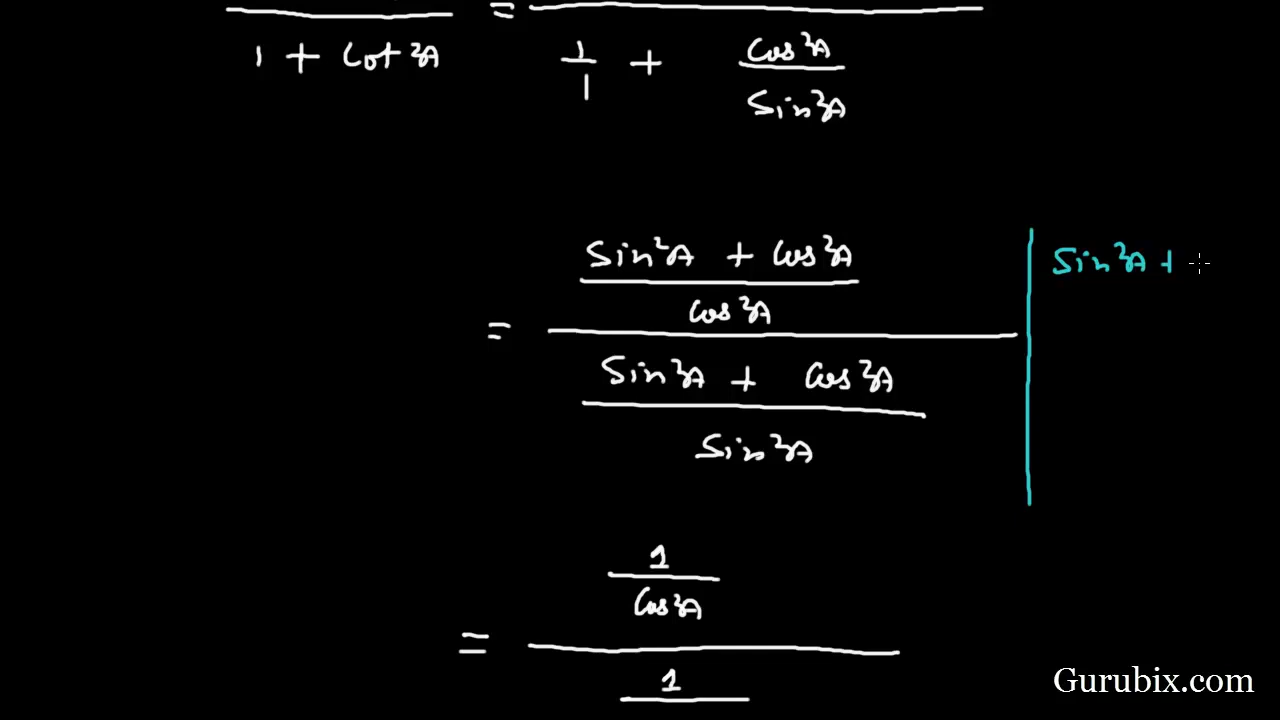 1 + Cot²A = 1/1 + Cos²A/Sin²A
= Sin²A + Cos²A
Cos²A
Sin²A + Cos²A
Sin²A
Sin²A +
= 1
Cos²A
1
Gurubix.com